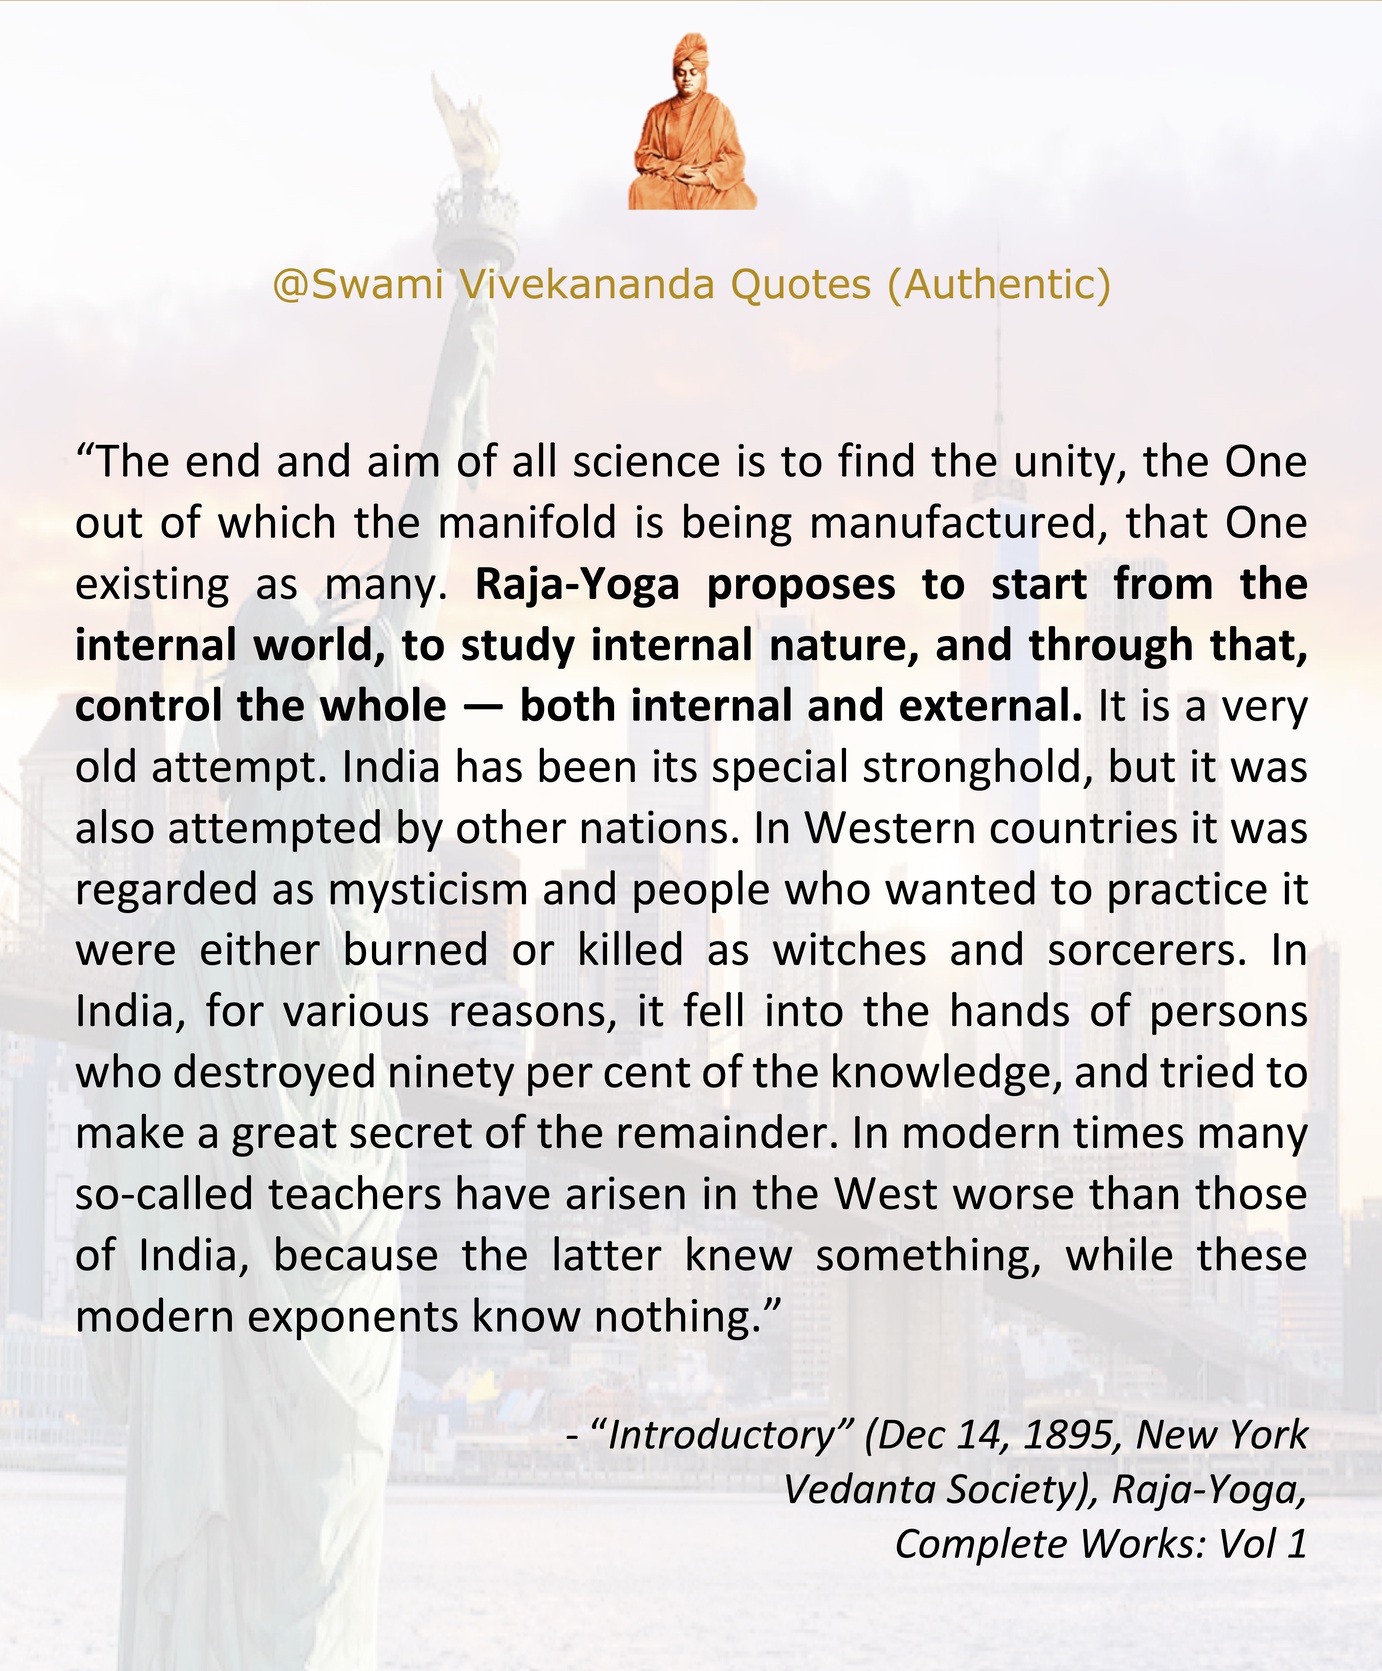 @Swami Vivekananda Quotes (Authentic)
“The end and aim of all science is to find the unity, the One
out of which the manifold is being manufactured, that One
existing as many. Raja-Yoga proposes to start from the
internal world, to study internal nature, and through that,
control the whole — both internal and external. It is a very
old attempt. India has been its special stronghold, but it was
also attempted by other nations. In Western countries it was
regarded as mysticism and people who wanted to practice it
were either burned or killed as witches and sorcerers. In
India, for various reasons, it fell into the hands of persons
who destroyed ninety per cent of the knowledge, and tried to
make a great secret of the remainder. In modern times many
so-called teachers have arisen in the West worse than those
of India, because the latter knew something, while these
modern exponents know nothing.”
- “Introductory” (Dec 14, 1895, New York
Vedanta Society), Raja-Yoga,
Complete Works: Vol 1